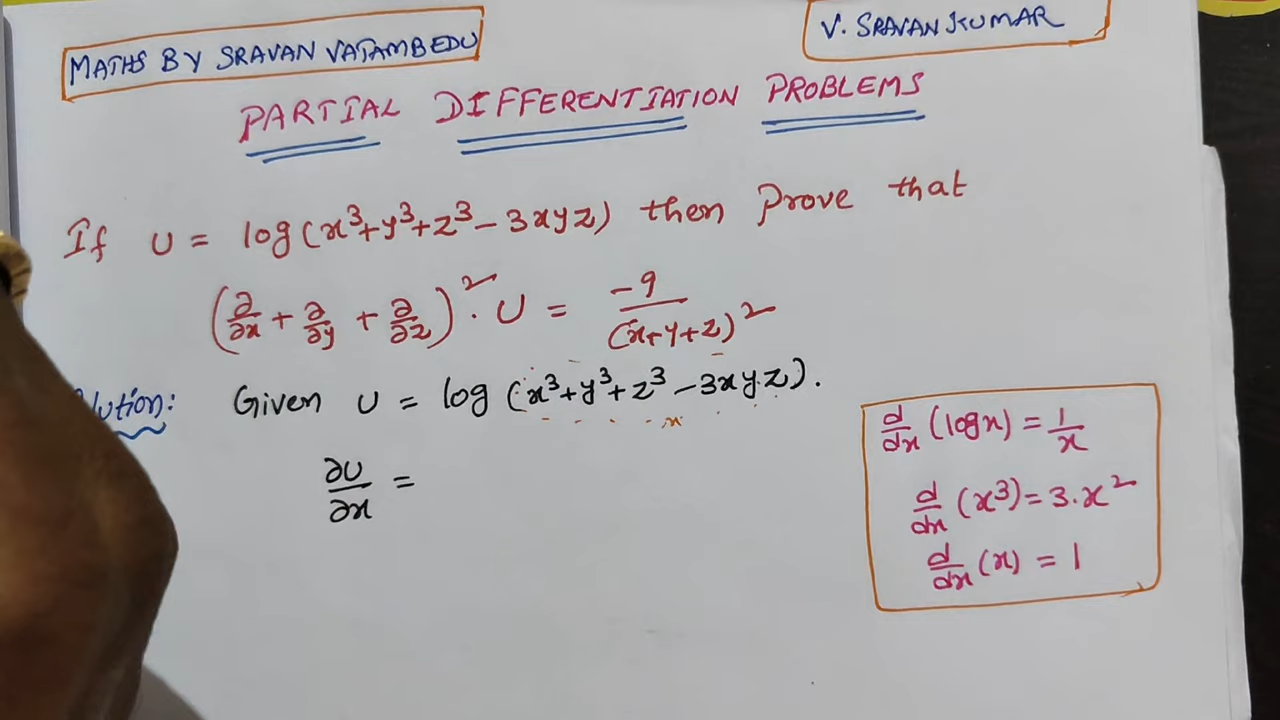 MATHS BY SRAVAN VATAMBEDU
V. SRAVAN KUMAR
PARTIAL DIFFERENTIATION PROBLEMS
If U = log(x³+y³+z³-3xyz) then Prove that
(∂/∂x + ∂/∂y + ∂/∂z)². U = -9/(x+y+z)²
lution: Given U = log (x³+y³+z³-3xyz).
∂U/∂x =
d/dx (logx) = 1/x
d/dx (x³) = 3.x²
d/dx (x) = 1